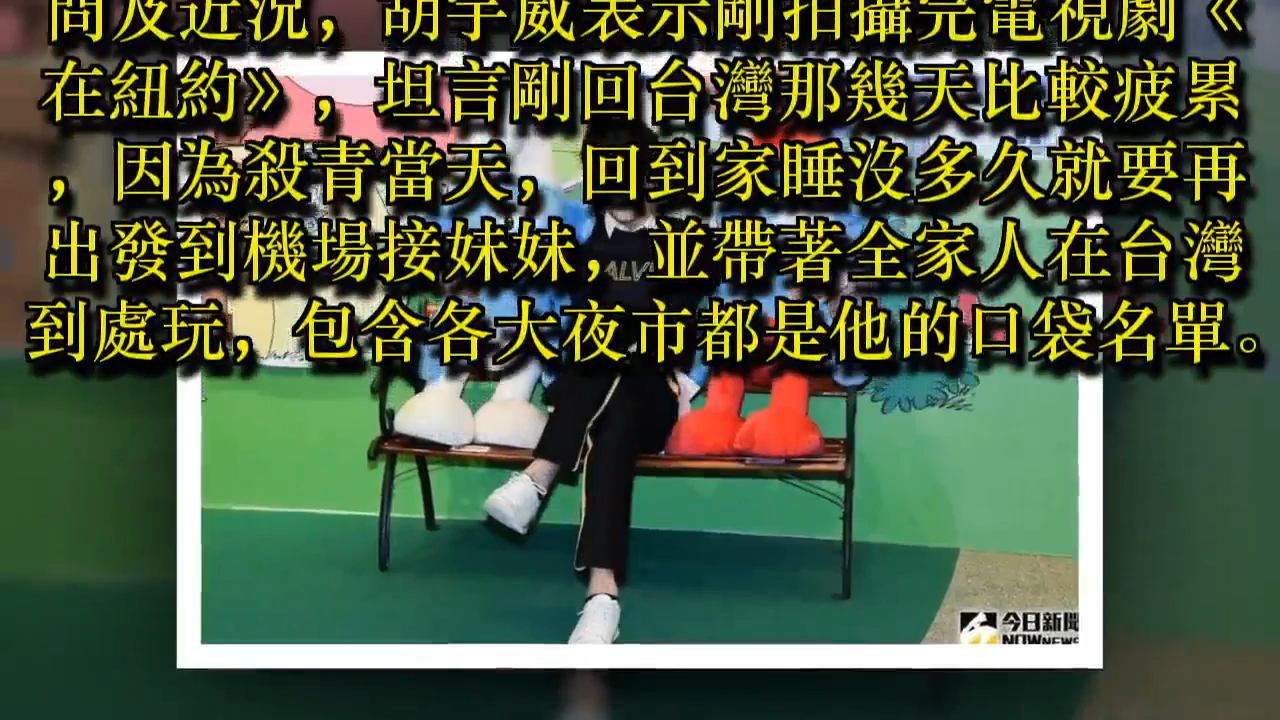 問及近況，胡宇威表示剛拍攝完電視劇《
在紐約》，坦言剛回台灣那幾天比較疲累
，因為殺青當天，回到家睡沒多久就要再
出發到機場接妹妹，並帶著全家人在台灣
到處玩，包含各大夜市都是他的口袋名單。
ALV
今日新聞
NOWNEWS